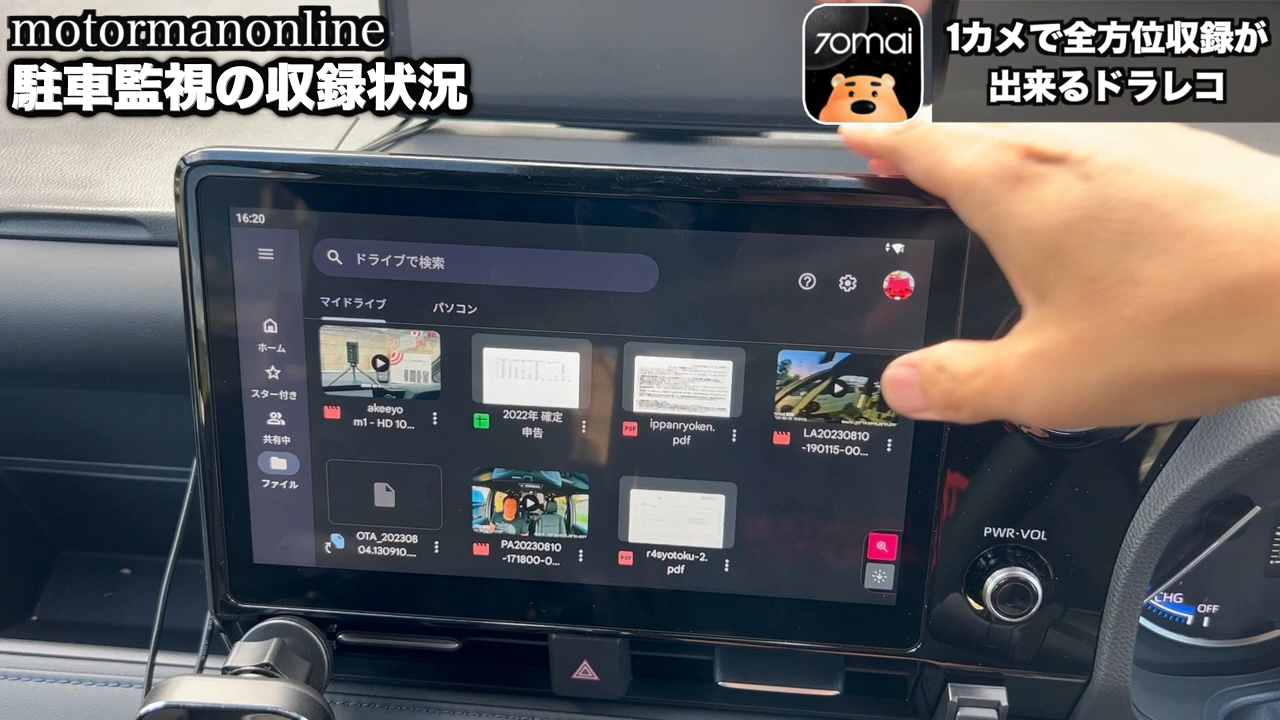 motormanonline
駐車監視の収録状況
70mai
1カメで全方位収録が
出来るドラレコ
16:20
ドライブで検索
マイドライブ
パソコン
ホーム
スター付き
共有中
ファイル
akeeyo
m1 - HD 10...
2022年 確定
申告
PDF
ippanryoken.
pdf
LA20230810
-190115-00...
OTA_202308
04.130910....
PA20230810
-171800-0...
PDF
r4syotoku-2.
pdf
PWR·VOL
CHG
OFF